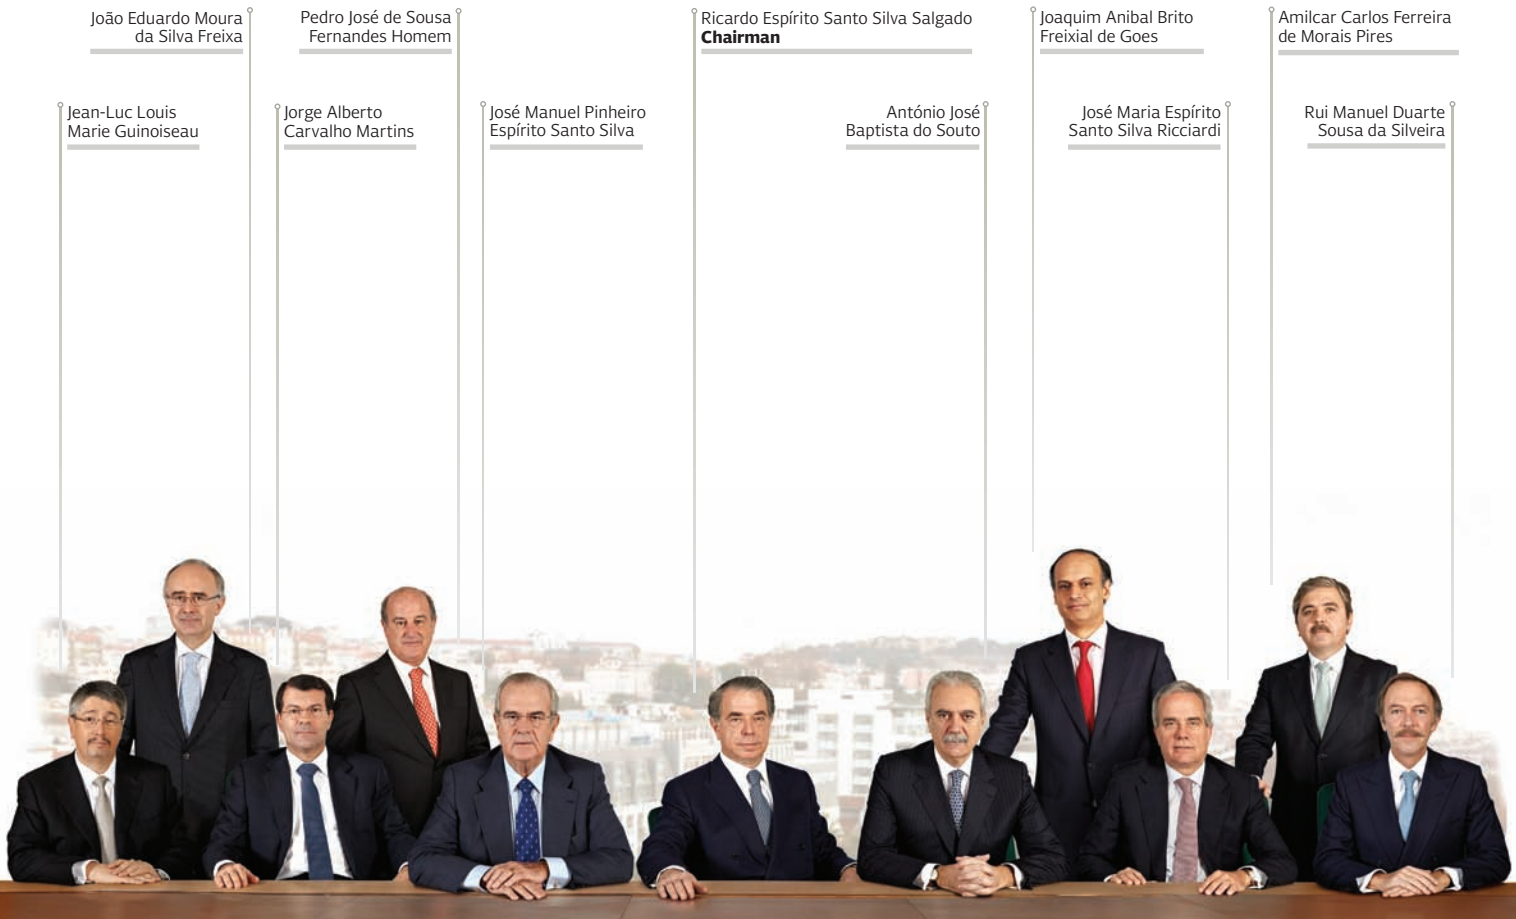 João Eduardo Moura
da Silva Freixa
Pedro José de Sousa
Fernandes Homem
Ricardo Espírito Santo Silva Salgado
Chairman
Joaquim Anibal Brito
Freixial de Goes
Amilcar Carlos Ferreira
de Morais Pires
Jean-Luc Louis
Marie Guinoiseau
Jorge Alberto
Carvalho Martins
José Manuel Pinheiro
Espírito Santo Silva
António José
Baptista do Souto
José Maria Espírito
Santo Silva Ricciardi
Rui Manuel Duarte
Sousa da Silveira